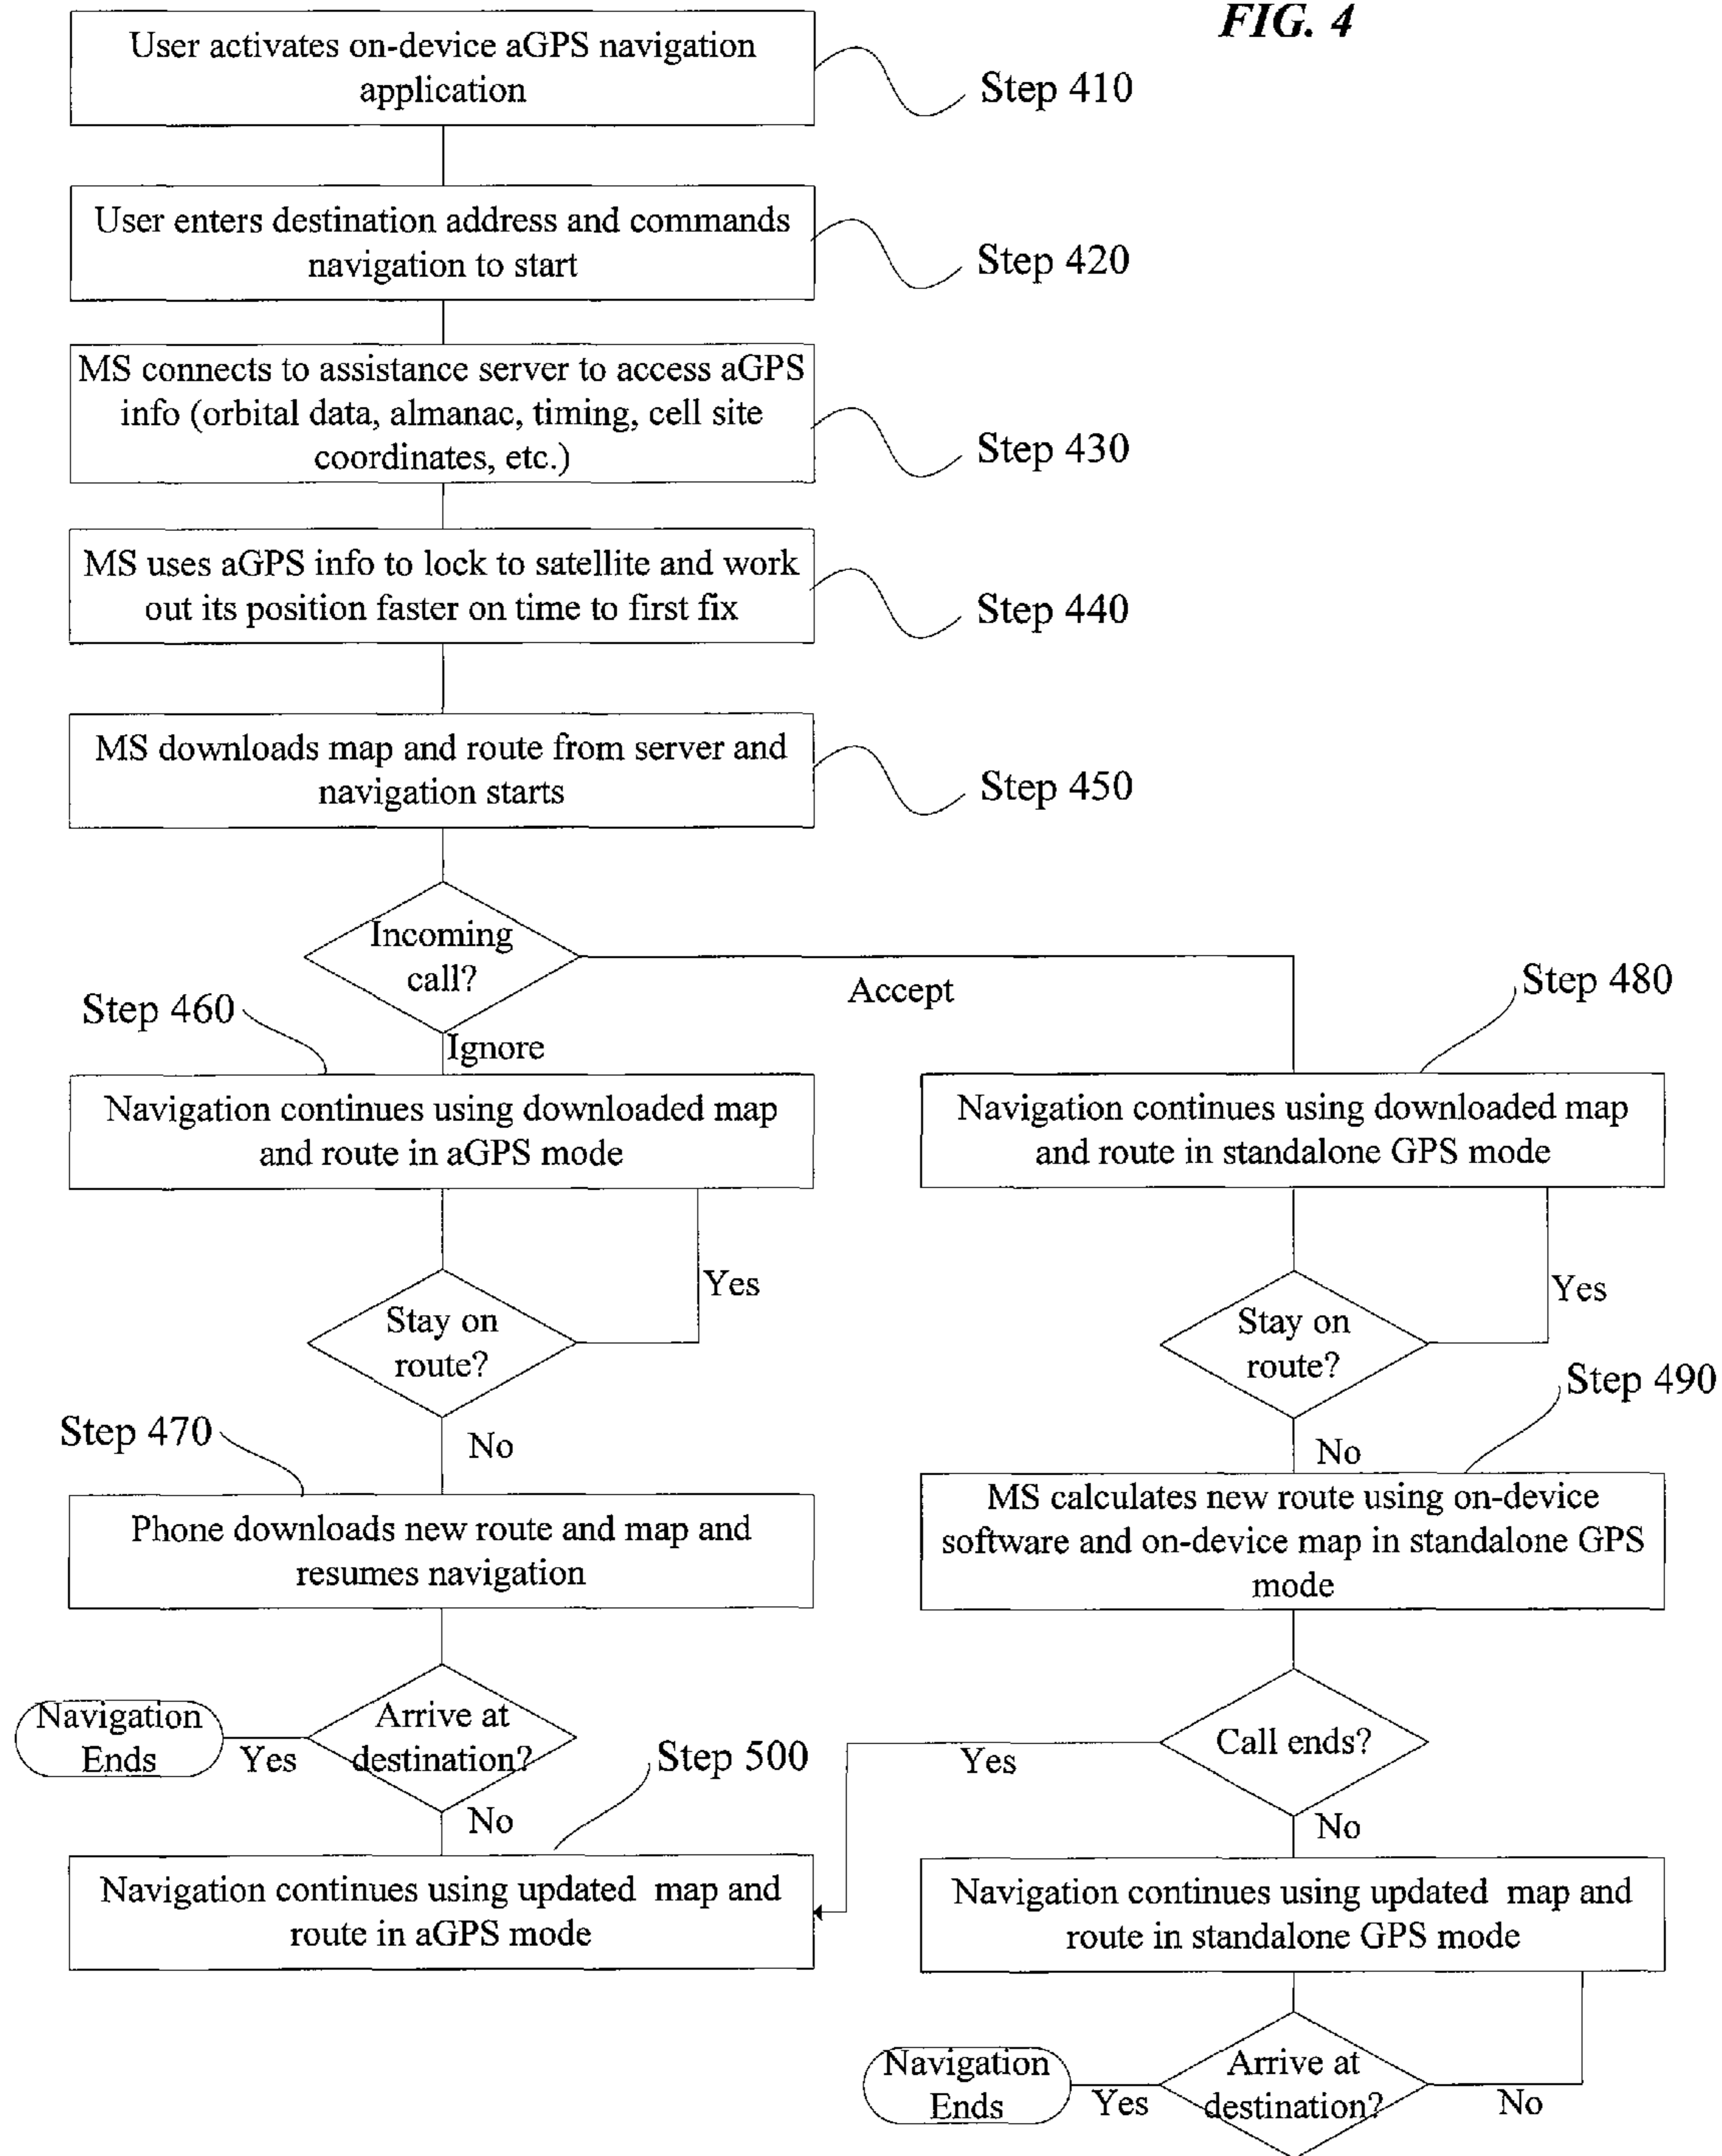 FIG. 4
User activates on-device aGPS navigation
application
Step 410
User enters destination address and commands
navigation to start
Step 420
MS connects to assistance server to access aGPS
info (orbital data, almanac, timing, cell site
coordinates, etc.)
Step 430
MS uses aGPS info to lock to satellite and work
out its position faster on time to first fix
Step 440
MS downloads map and route from server and
navigation starts
Step 450
Incoming
call?
Accept
Ignore
Step 460
Navigation continues using downloaded map
and route in aGPS mode
Step 480
Navigation continues using downloaded map
and route in standalone GPS mode
Stay on
route?
Yes
No
Stay on
route?
Yes
No
Step 470
Phone downloads new route and map and
resumes navigation
Step 490
MS calculates new route using on-device
software and on-device map in standalone GPS
mode
Arrive at
destination?
Yes
Navigation
Ends
No
Call ends?
Yes
No
Step 500
Navigation continues using updated map and
route in aGPS mode
Navigation continues using updated map and
route in standalone GPS mode
Arrive at
destination?
Yes
Navigation
Ends
No